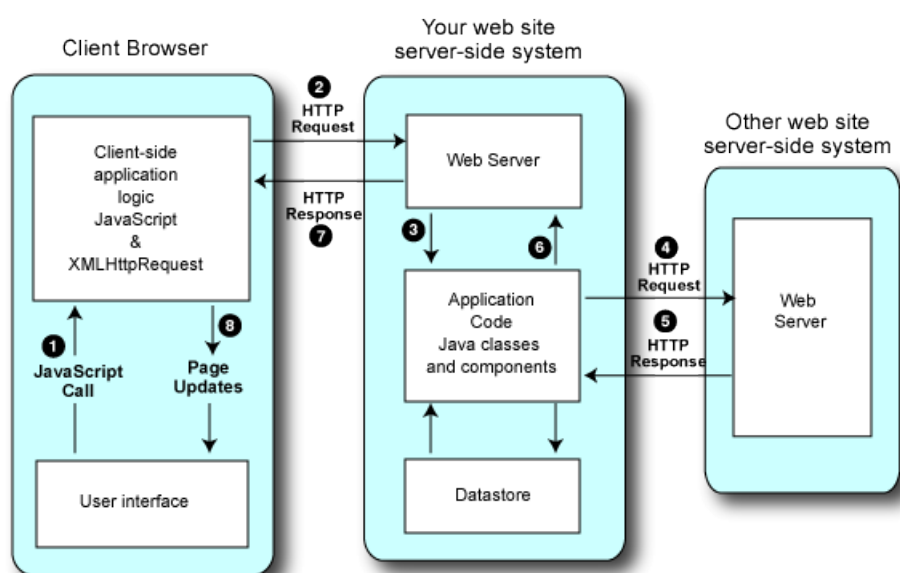 Client Browser
Your web site
server-side system
Other web site
server-side system
Client-side
application
logic
JavaScript
&
XMLHttpRequest
1
JavaScript
Call
8
Page
Updates
User interface
2
HTTP
Request
HTTP
Response
7
Web Server
3
6
Application
Code
Java classes
and components
Datastore
4
HTTP
Request
5
HTTP
Response
Web
Server